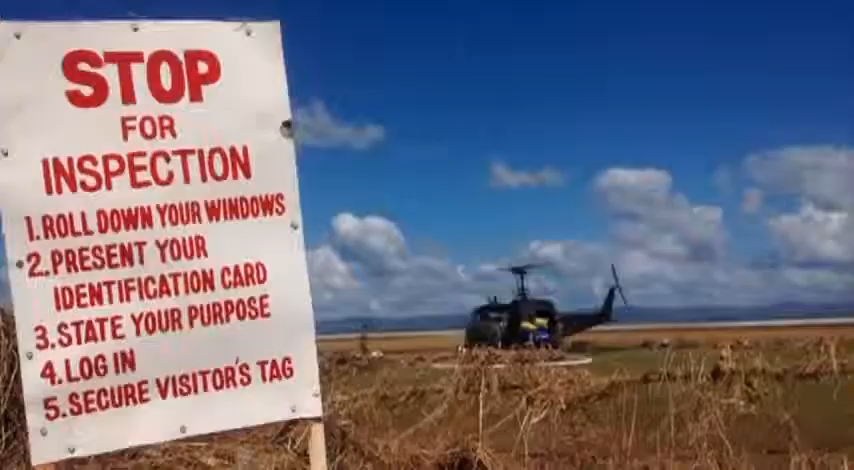 STOP
FOR
INSPECTION
1. ROLL DOWN YOUR WINDOWS
2. PRESENT YOUR
IDENTIFICATION CARD
3. STATE YOUR PURPOSE
4. LOG IN
5. SECURE VISITOR'S TAG